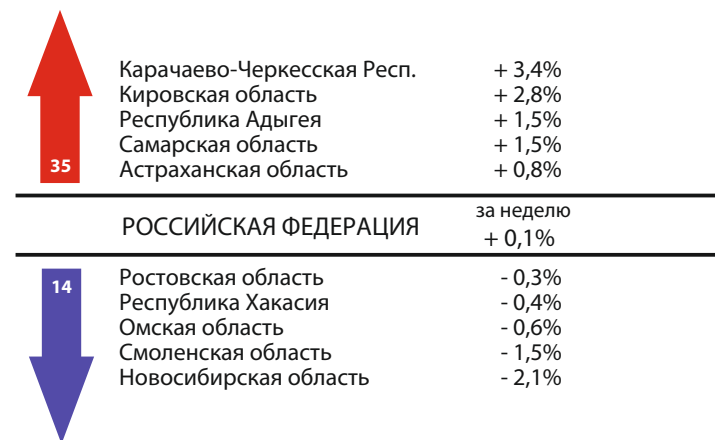 Карачаево-Черкесская Респ. + 3,4%
Кировская область + 2,8%
Республика Адыгея + 1,5%
Самарская область + 1,5%
35 Астраханская область + 0,8%
за неделю
РОССИЙСКАЯ ФЕДЕРАЦИЯ + 0,1%
14 Ростовская область - 0,3%
Республика Хакасия - 0,4%
Омская область - 0,6%
Смоленская область - 1,5%
Новосибирская область - 2,1%